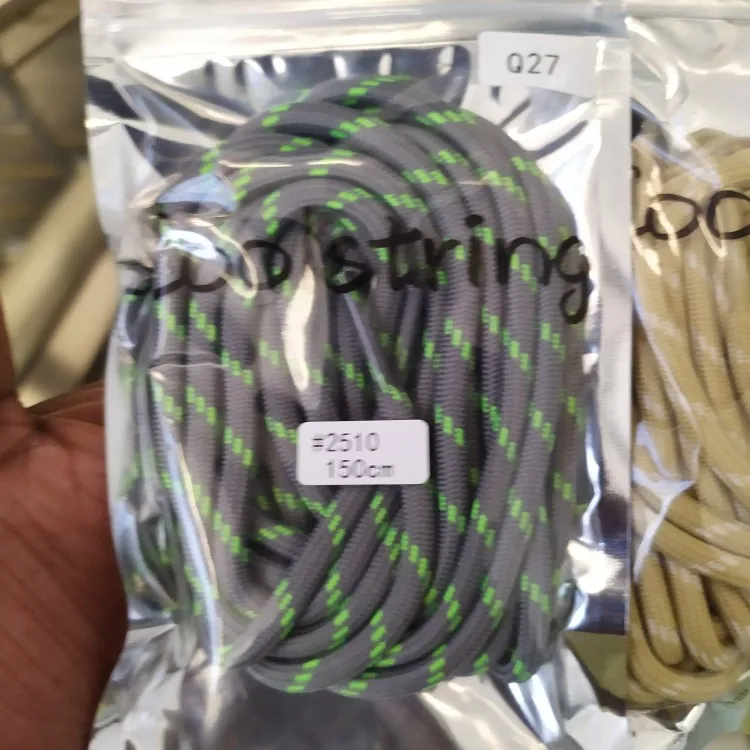 Q27
string
#2510
150cm